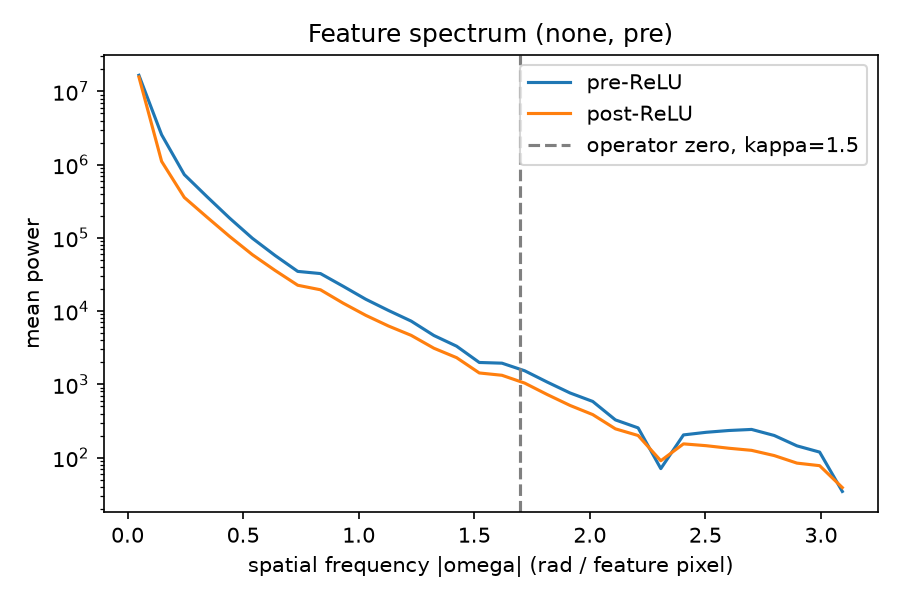 Feature spectrum (none, pre)
pre-ReLU
post-ReLU
operator zero, kappa=1.5
mean power
10^7
10^6
10^5
10^4
10^3
10^2
0.0 0.5 1.0 1.5 2.0 2.5 3.0
spatial frequency |omega| (rad / feature pixel)